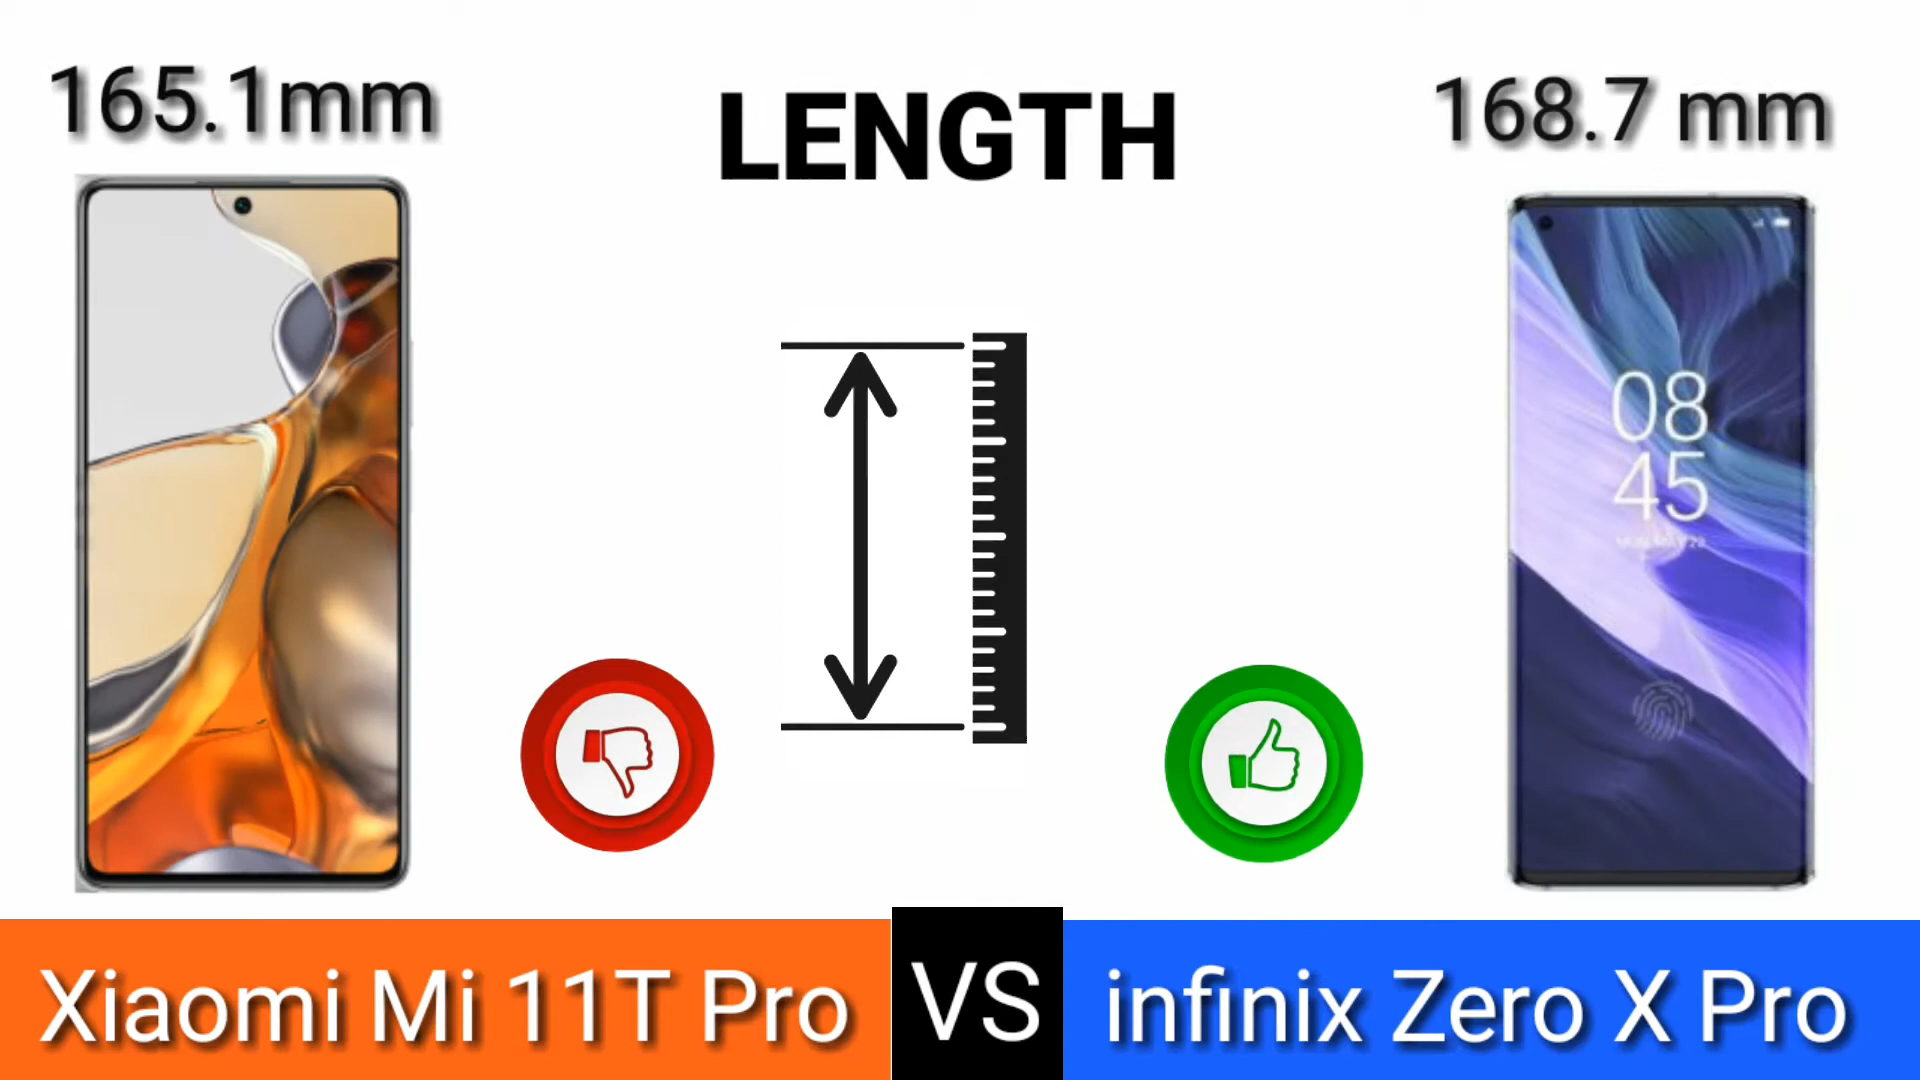 165.1mm
LENGTH
168.7 mm
08
45
Xiaomi Mi 11T Pro
VS
infinix Zero X Pro